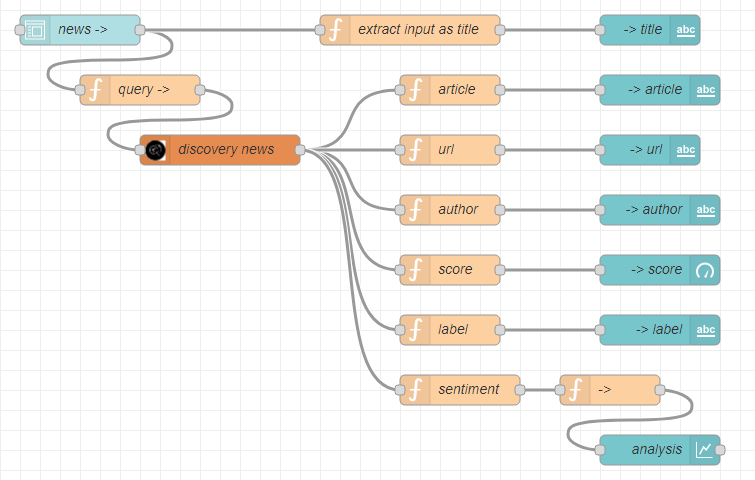 news -> extract input as title -> title abc
query -> article -> article abc
discovery news url -> url abc
author -> author abc
score -> score
label -> label abc
sentiment ->
analysis